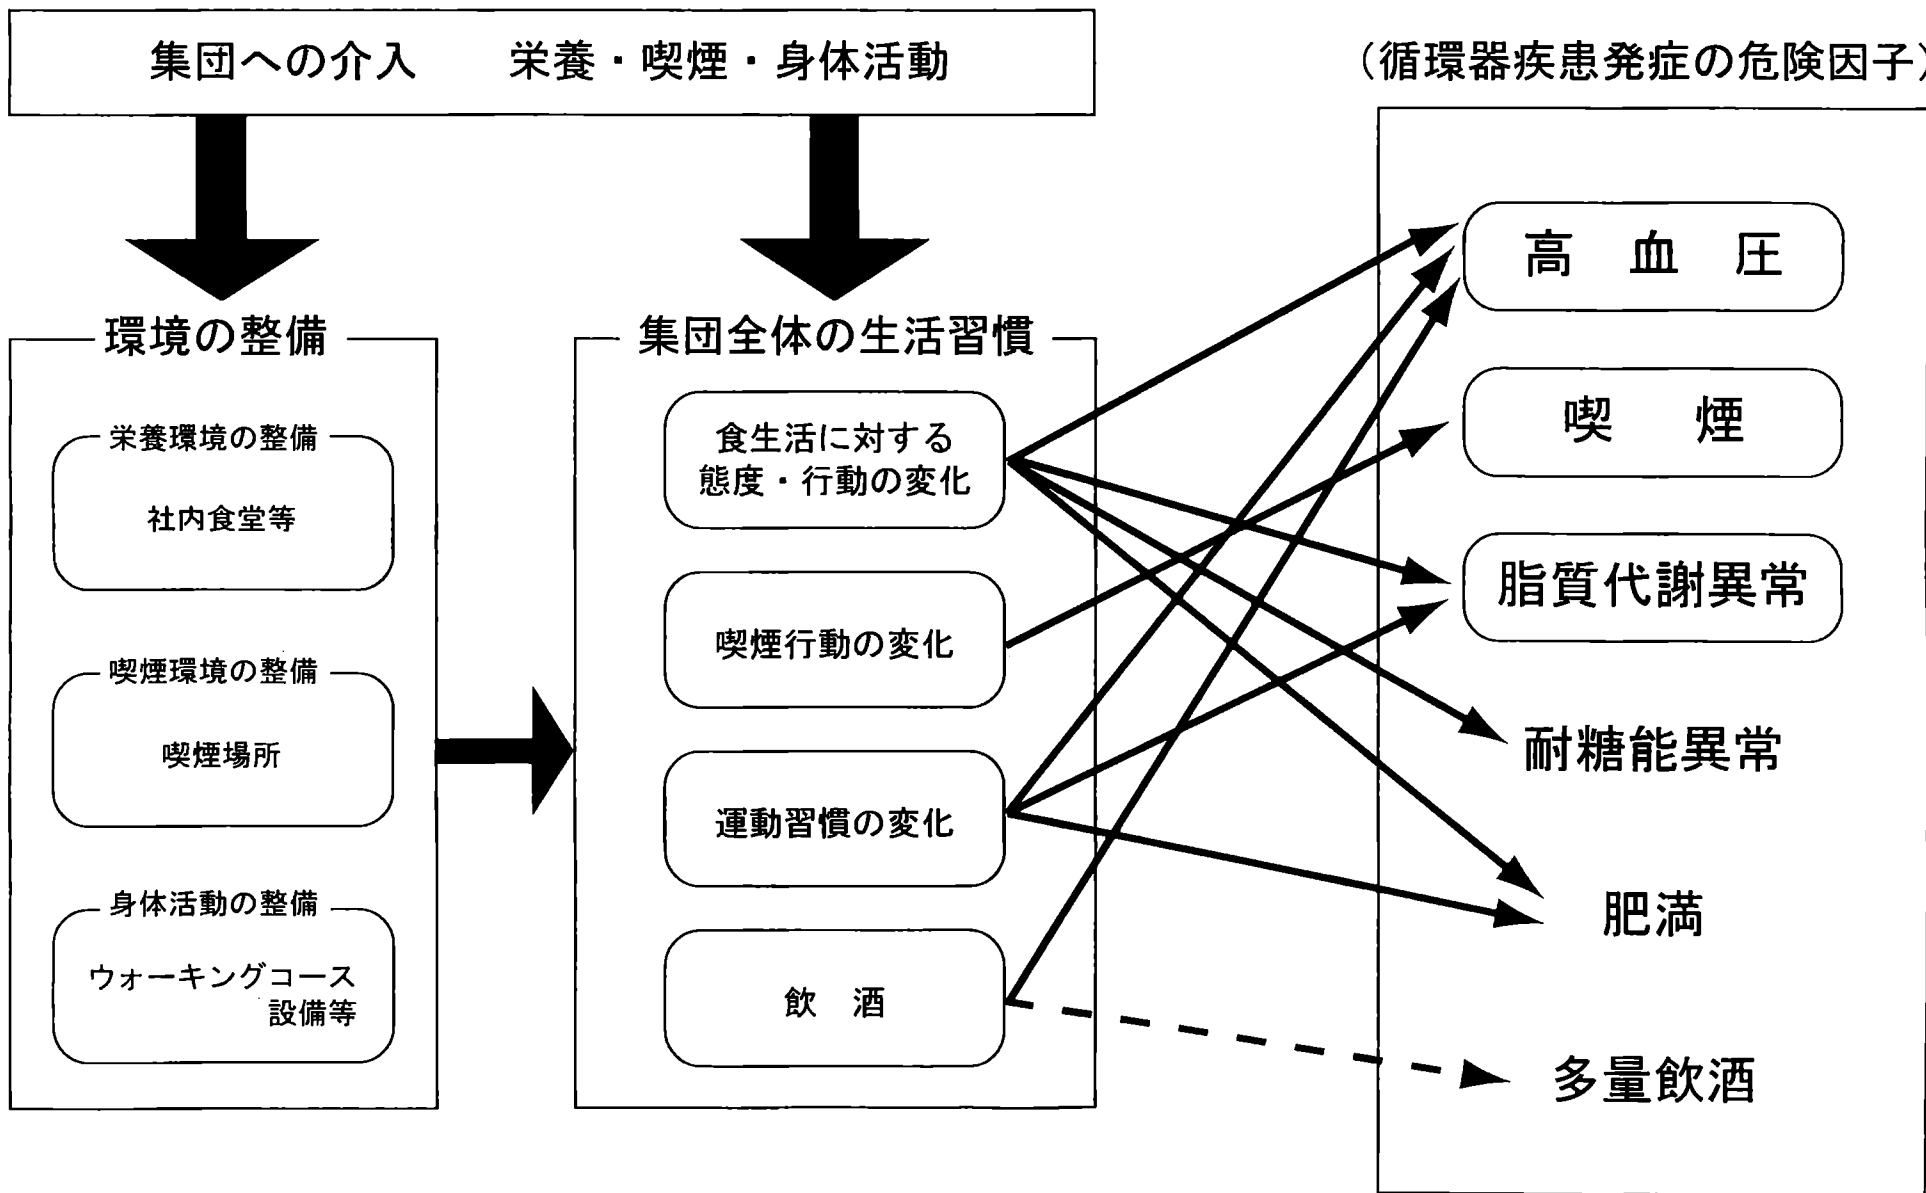 集団への介入　　栄養・喫煙・身体活動
（循環器疾患発症の危険因子）
環境の整備
栄養環境の整備
社内食堂等
喫煙環境の整備
喫煙場所
身体活動の整備
ウォーキングコース
設備等
集団全体の生活習慣
食生活に対する
態度・行動の変化
喫煙行動の変化
運動習慣の変化
飲　酒
高　血　圧
喫　　煙
脂質代謝異常
耐糖能異常
肥満
多量飲酒